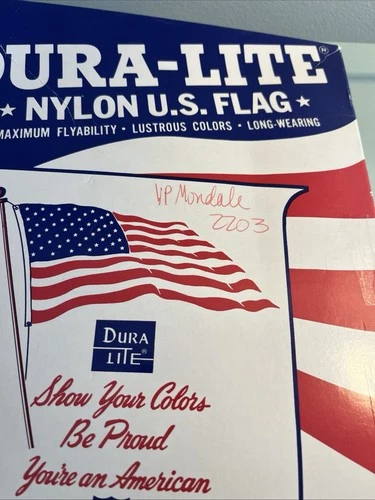 DURA-LITE®
★ NYLON U.S. FLAG ★
MAXIMUM FLYABILITY • LUSTROUS COLORS • LONG-WEARING
VP Mondale
2203
DURA
LITE®
Show Your Colors
Be Proud
You're an American